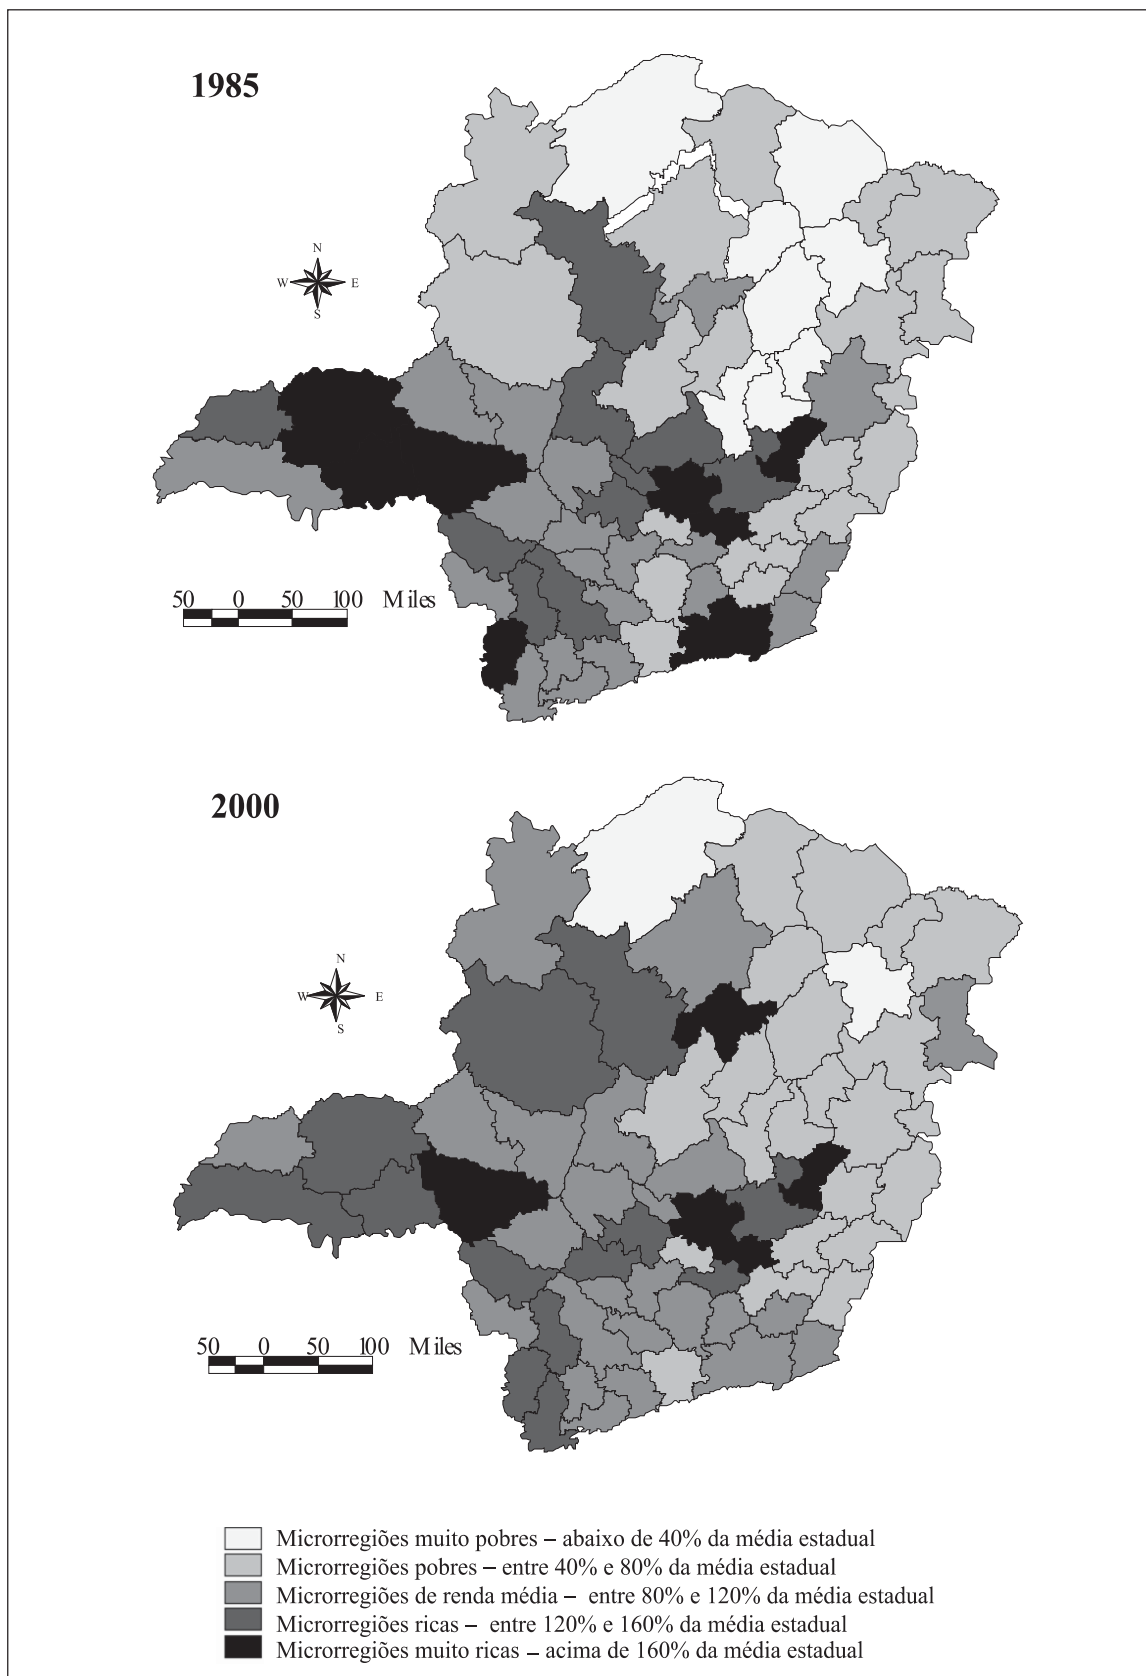 1985
N
W E
S
50 0 50 100 Miles
2000
N
W E
S
50 0 50 100 Miles
Microrregiões muito pobres – abaixo de 40% da média estadual
Microrregiões pobres – entre 40% e 80% da média estadual
Microrregiões de renda média – entre 80% e 120% da média estadual
Microrregiões ricas – entre 120% e 160% da média estadual
Microrregiões muito ricas – acima de 160% da média estadual